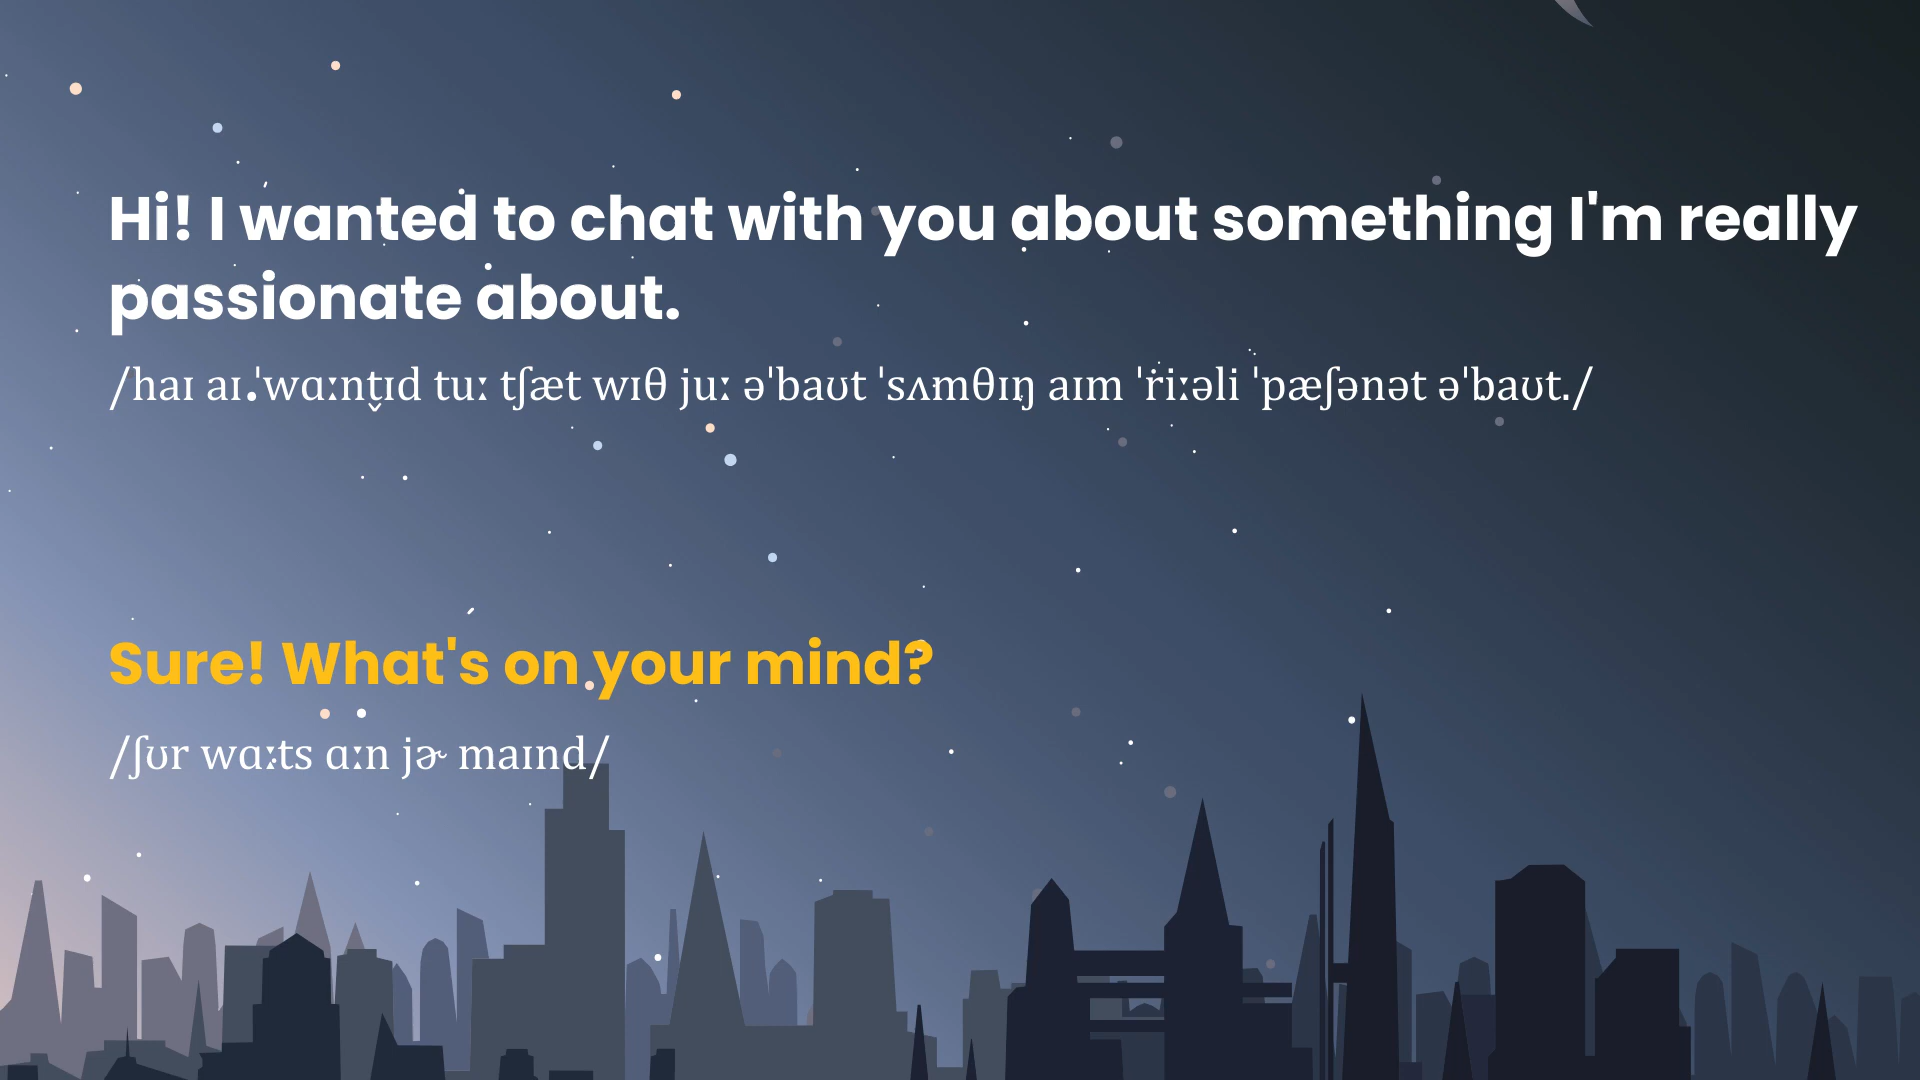 Hi! I wanted to chat with you about something I'm really
passionate about.
/haɪ aɪ ˈwɑːnt̬ɪd tuː tʃæt wɪθ juː əˈbaʊt ˈsʌmθɪŋ aɪm ˈriːəli ˈpæʃənət əˈbaʊt./
Sure! What's on your mind?
/ʃʊr wɑːts ɑːn jɚ maɪnd/